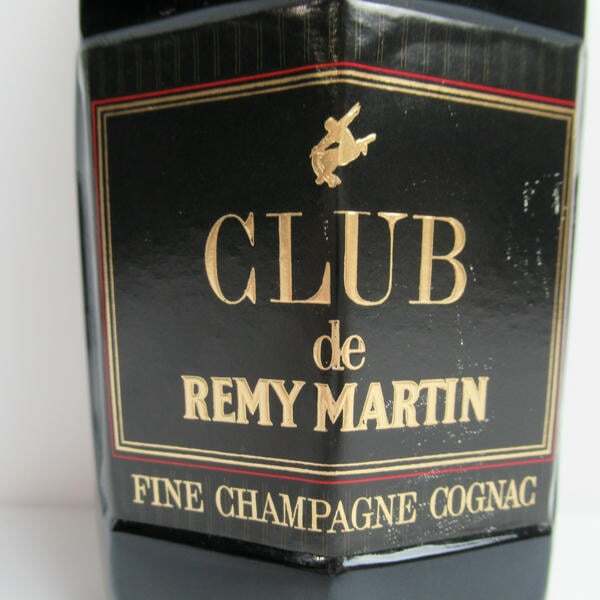 CLUB
de
REMY MARTIN
FINE CHAMPAGNE COGNAC